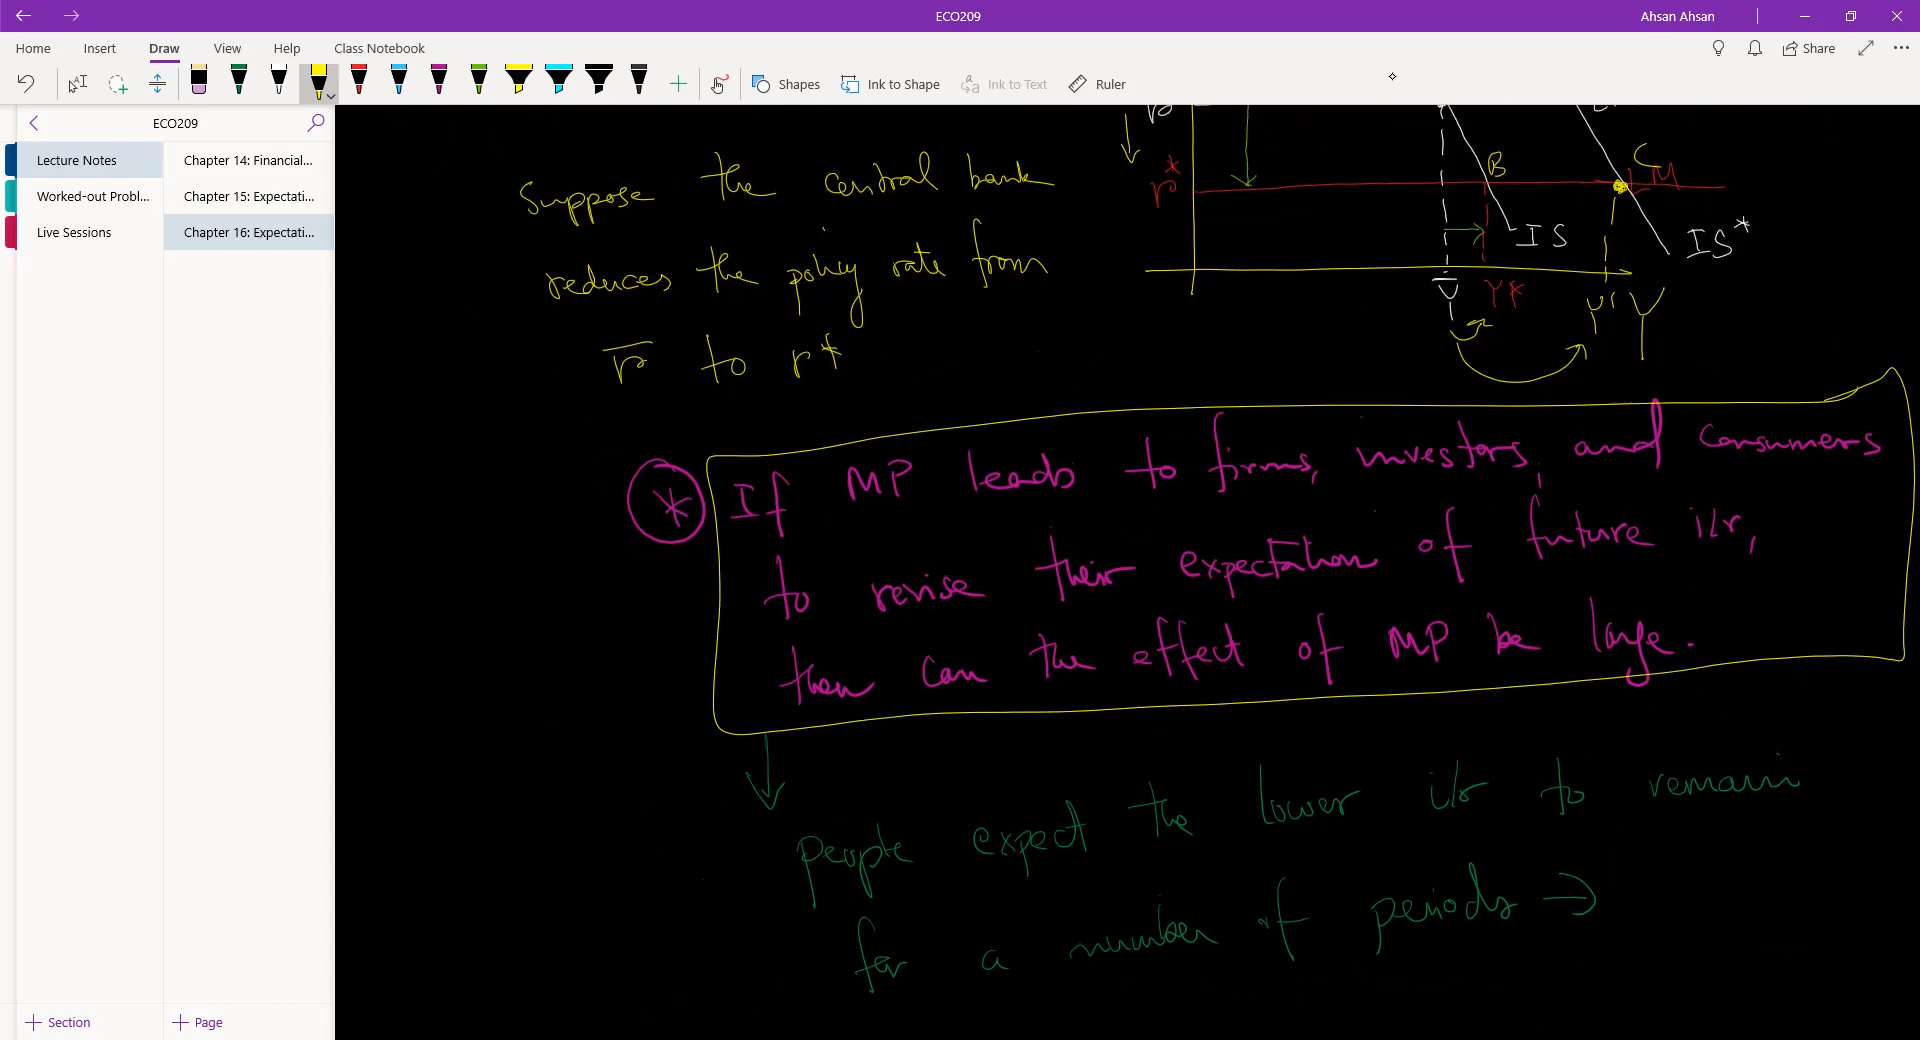 ECO209
Ahsan Ahsan
Home Insert Draw View Help Class Notebook
Share
Shapes Ink to Shape Ink to Text Ruler
ECO209
Lecture Notes
Worked-out Probl...
Live Sessions
Chapter 14: Financial...
Chapter 15: Expectati...
Chapter 16: Expectati...
Section
Page
Suppose the central bank
reduces the policy rate from
r̅ to r*
r*
B
C
LM
IS
IS*
Y*
Y'
Y
* If MP leads to firms, investors, and consumers
to revise their expectation of future i/r,
then can the effect of MP be large.
People expect the lower i/r to remain
for a number of periods →